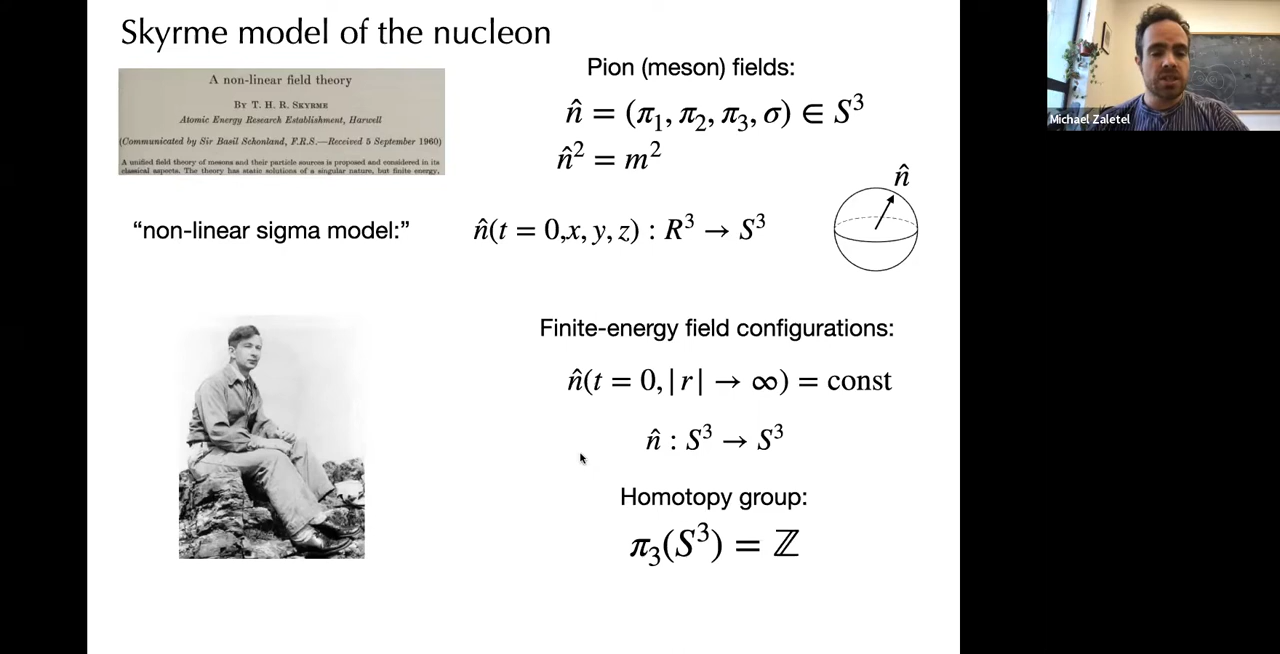 Skyrme model of the nucleon
A non-linear field theory
By T. H. R. Skyrme
Atomic Energy Research Establishment, Harwell
(Communicated by Sir Basil Schonland, F.R.S.—Received 5 September 1960)
A unified field theory of mesons and their particle sources is proposed and considered in its
classical aspects. The theory has static solutions of a singular nature, but finite energy,
Pion (meson) fields:
n̂ = (π₁, π₂, π₃, σ) ∈ S³
n̂² = m²
n̂
“non-linear sigma model:”
n̂(t = 0,x, y, z) : R³ → S³
Finite-energy field configurations:
n̂(t = 0, |r| → ∞) = const
n̂ : S³ → S³
Homotopy group:
π₃(S³) = ℤ
Michael Zaletel